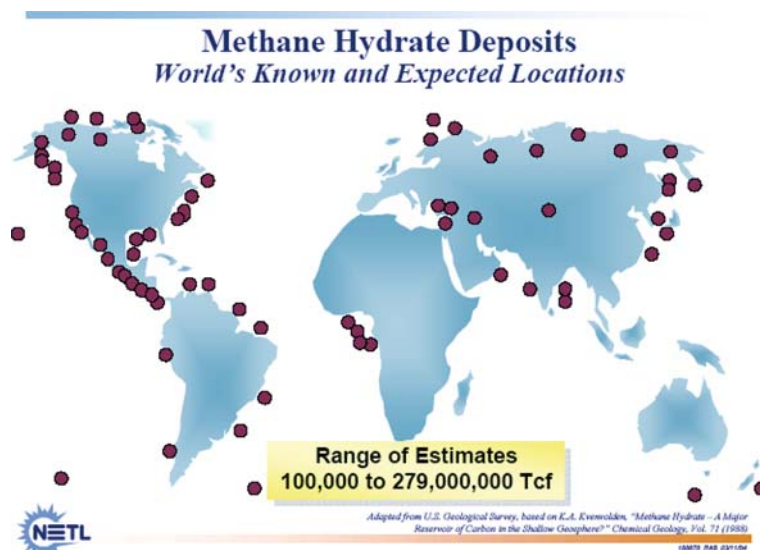 Methane Hydrate Deposits
World's Known and Expected Locations
Range of Estimates
100,000 to 279,000,000 Tcf
Adapted from U.S. Geological Survey, based on K.A. Kvenvolden, "Methane Hydrate – A Major
Reservoir of Carbon in the Shallow Geosphere?" Chemical Geology, Vol. 71 (1988)
NETL